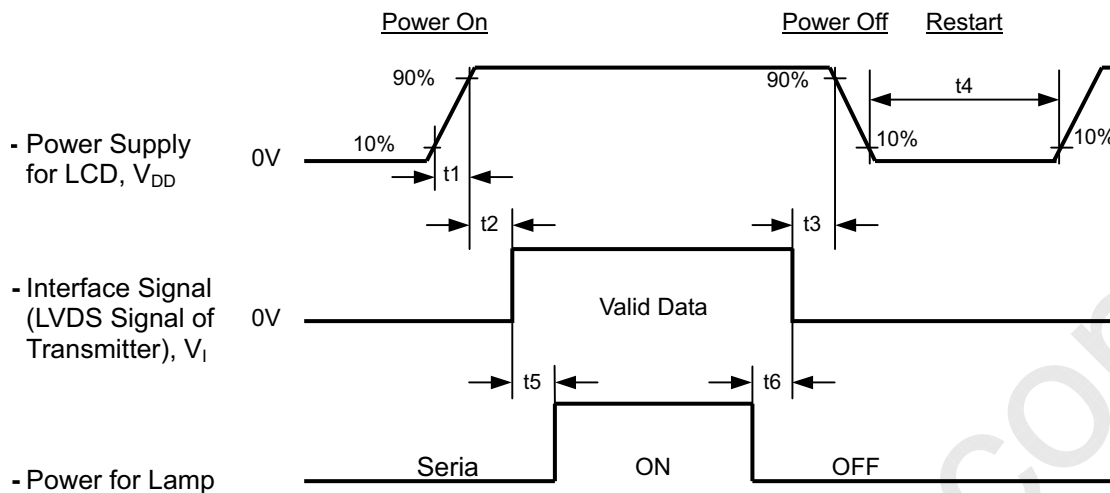 Power On
Power Off
Restart
90%
90%
t4
10%
10%
10%
- Power Supply
for LCD, VDD
0V
t1
t2
t3
- Interface Signal
(LVDS Signal of
Transmitter), VI
0V
Valid Data
t5
t6
- Power for Lamp
Seria
ON
OFF
com